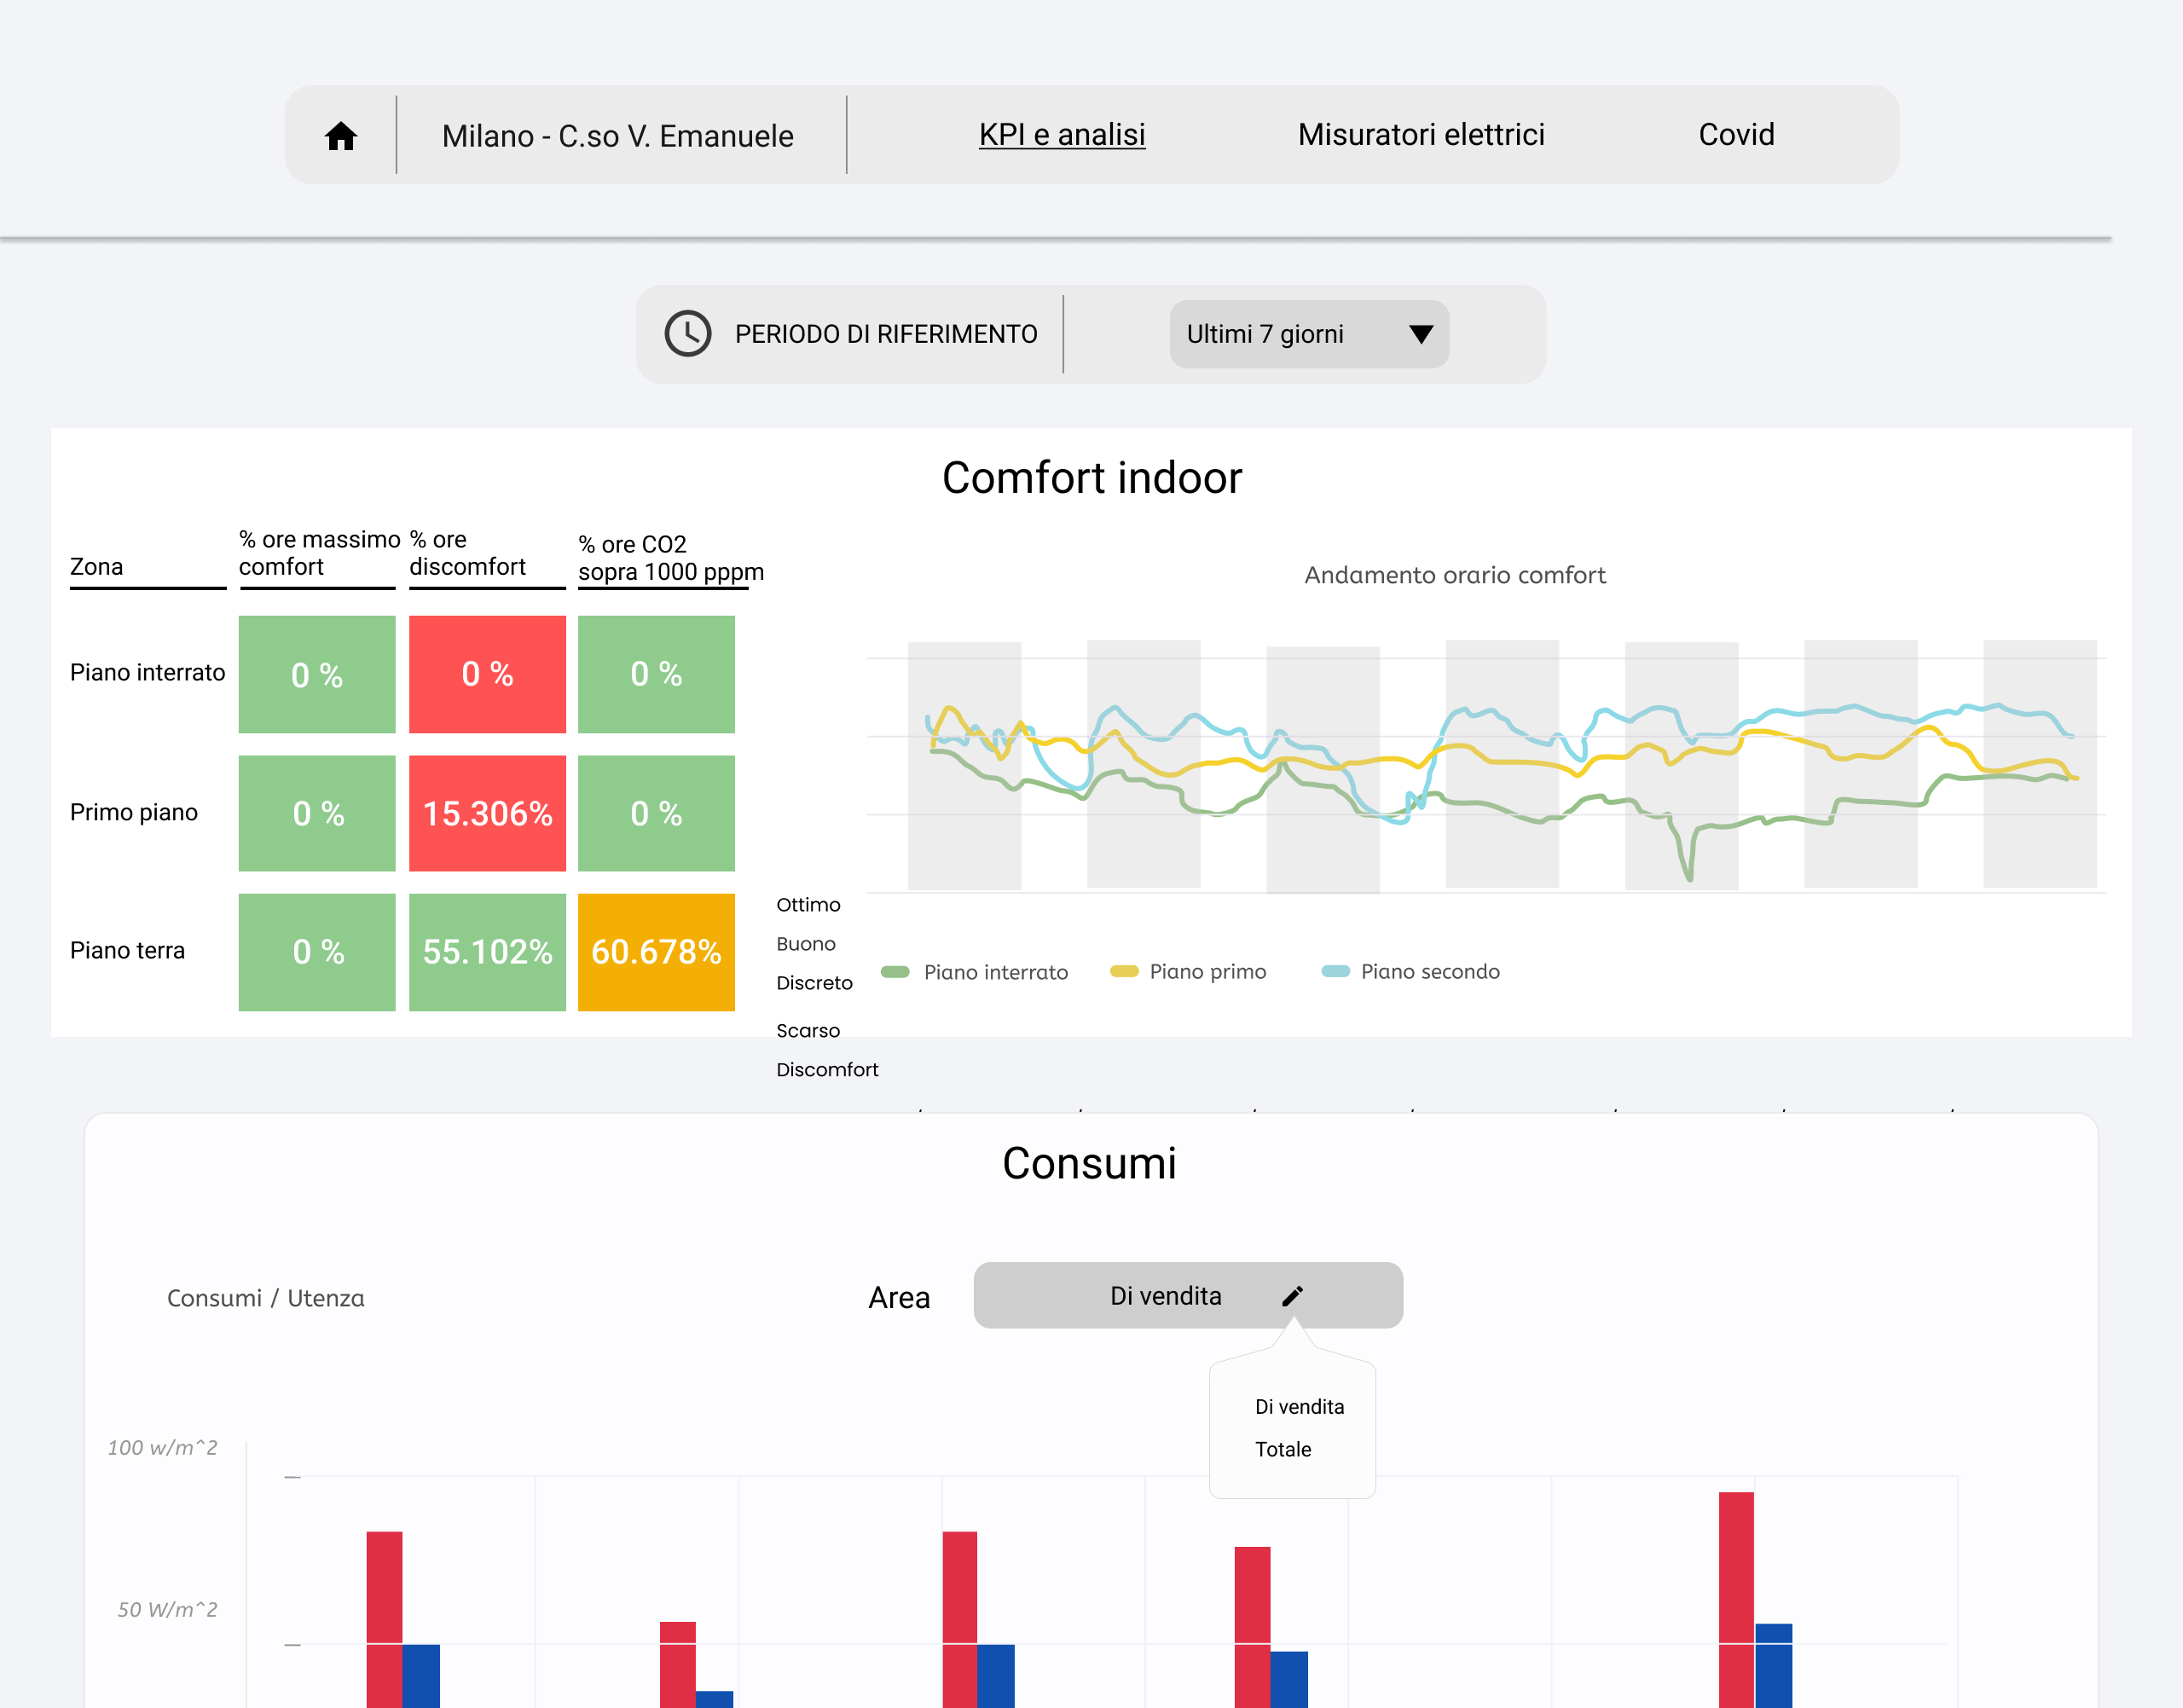 Milano - C.so V. Emanuele
KPI e analisi
Misuratori elettrici
Covid
PERIODO DI RIFERIMENTO
Ultimi 7 giorni
Comfort indoor
Zona
% ore massimo
comfort
% ore
discomfort
% ore CO2
sopra 1000 pppm
Piano interrato
0 %
0 %
0 %
Primo piano
0 %
15.306%
0 %
Piano terra
0 %
55.102%
60.678%
Andamento orario comfort
Ottimo
Buono
Discreto
Scarso
Discomfort
Piano interrato
Piano primo
Piano secondo
Consumi
Consumi / Utenza
Area
Di vendita
Di vendita
Totale
100 w/m^2
50 W/m^2